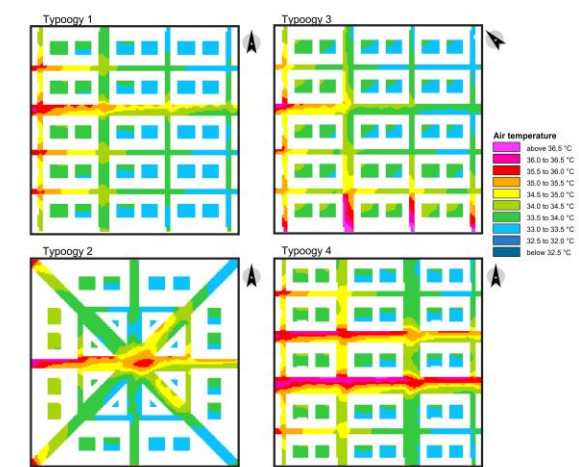 Typoogy 1
Typoogy 3
Air temperature
above 36.5 °C
36.0 to 36.5 °C
35.5 to 36.0 °C
35.0 to 35.5 °C
34.5 to 35.0 °C
34.0 to 34.5 °C
33.5 to 34.0 °C
33.0 to 33.5 °C
32.5 to 32.0 °C
below 32.5 °C
Typoogy 2
Typoogy 4